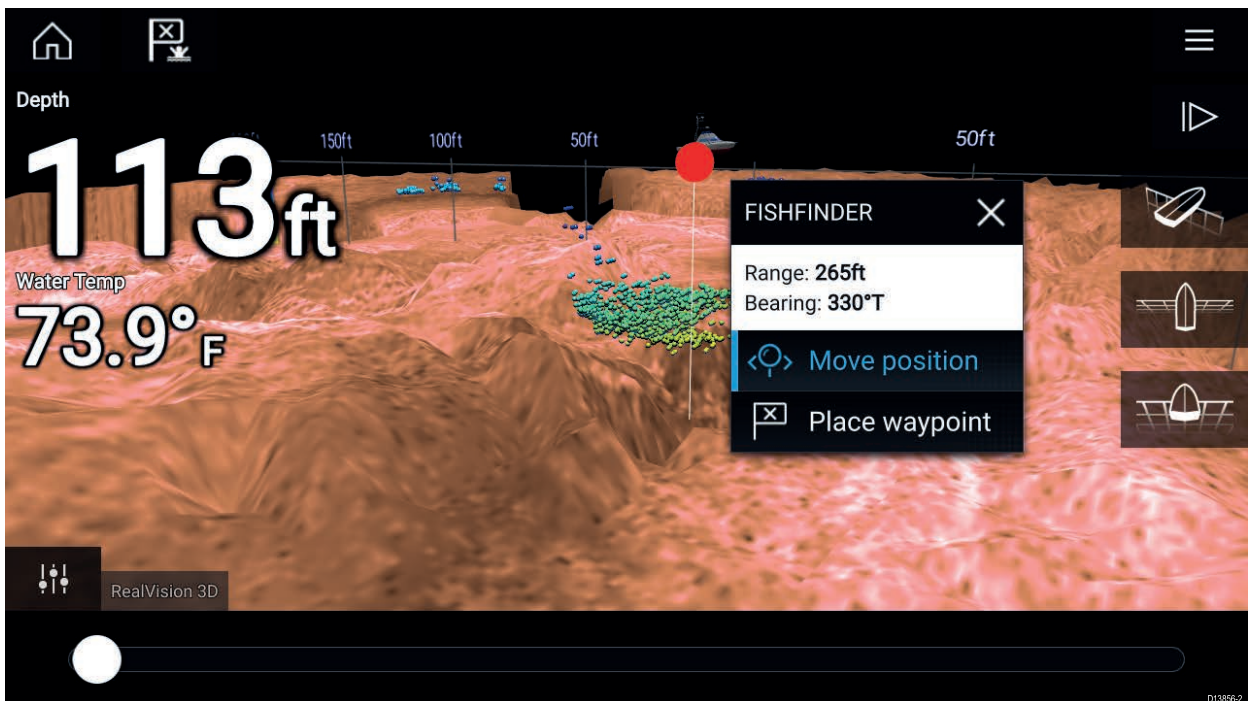 Depth
113ft
150ft
100ft
50ft
50ft
Water Temp
73.9°F
FISHFINDER
Range: 265ft
Bearing: 330°T
Move position
Place waypoint
RealVision 3D
D13856-2